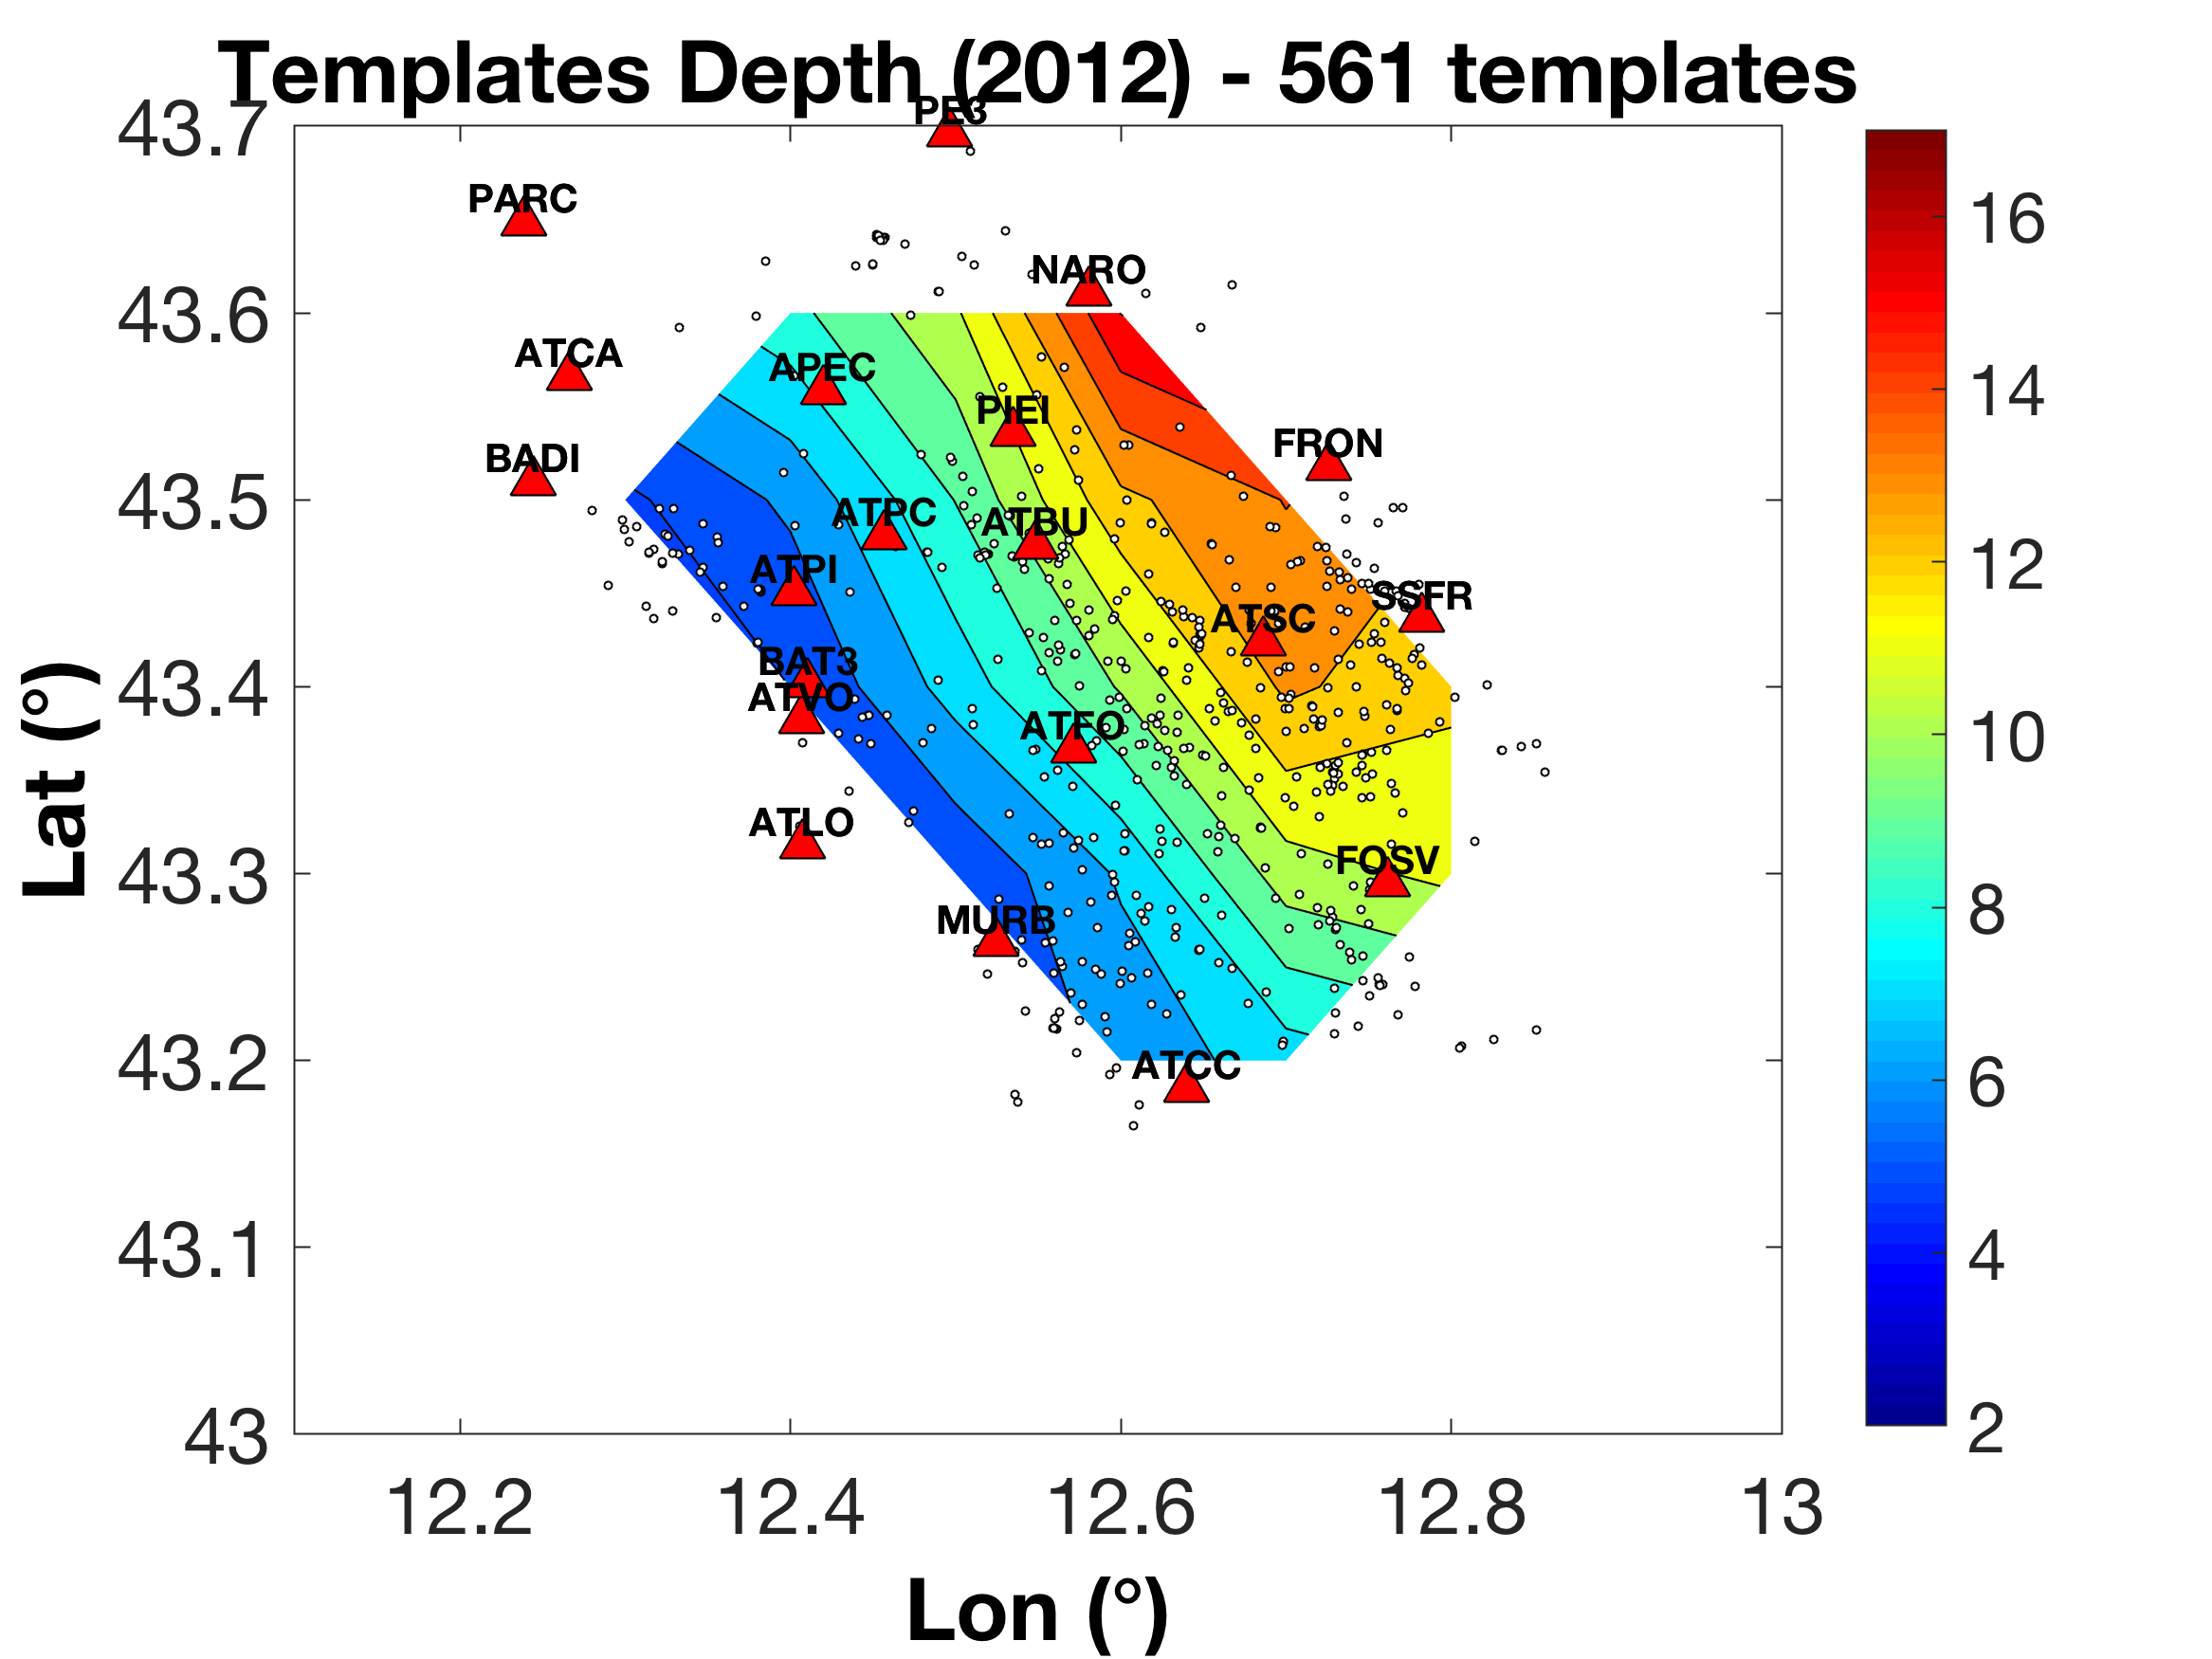 Templates Depth (2012) - 561 templates
43.7
PE3
PARC
16
NARO
43.6
ATCA
APEC
14
PIEI
FRON
BADI
43.5
ATPC
ATBU
12
ATPI
SSFR
ATSC
BAT3
43.4
ATVO
ATFO
10
Lat (°)
ATLO
FOSV
43.3
MURB
8
43.2
ATCC
6
43.1
4
43
2
12.2
12.4
12.6
12.8
13
Lon (°)